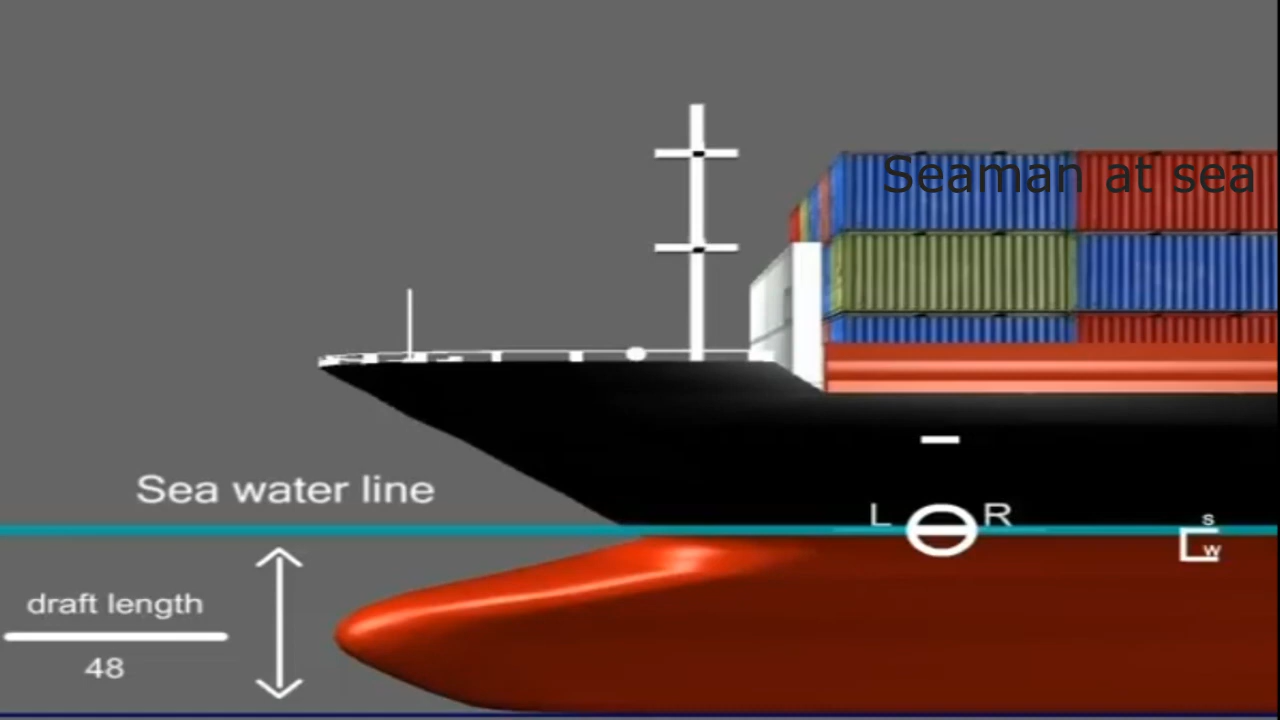 Seaman at sea
Sea water line
L R
s
w
draft length
48